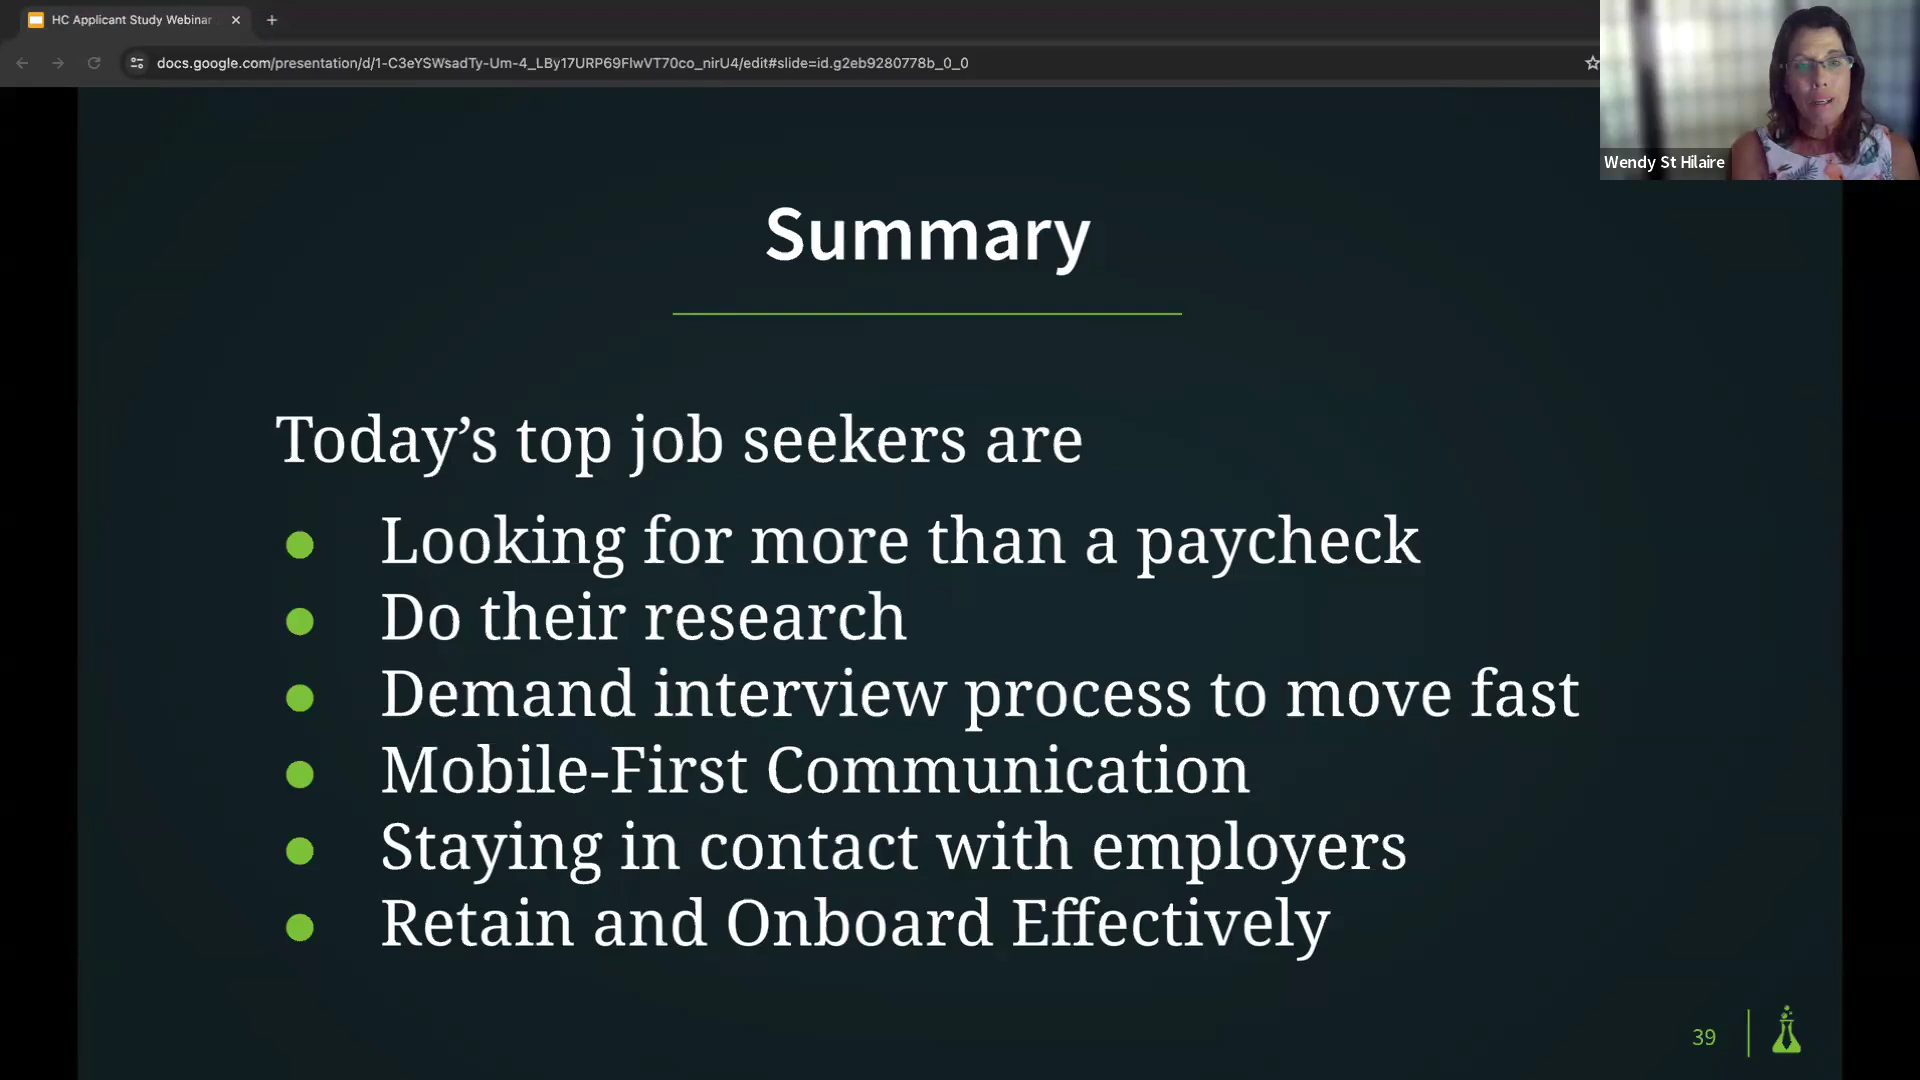 HC Applicant Study Webinar
docs.google.com/presentation/d/1-C3eYSWsadTy-Um-4_LBy17URP69FlwVT70co_nirU4/edit#slide=id.g2eb9280778b_0_0
Wendy St Hilaire
Summary
Today’s top job seekers are
● Looking for more than a paycheck
● Do their research
● Demand interview process to move fast
● Mobile-First Communication
● Staying in contact with employers
● Retain and Onboard Effectively
39